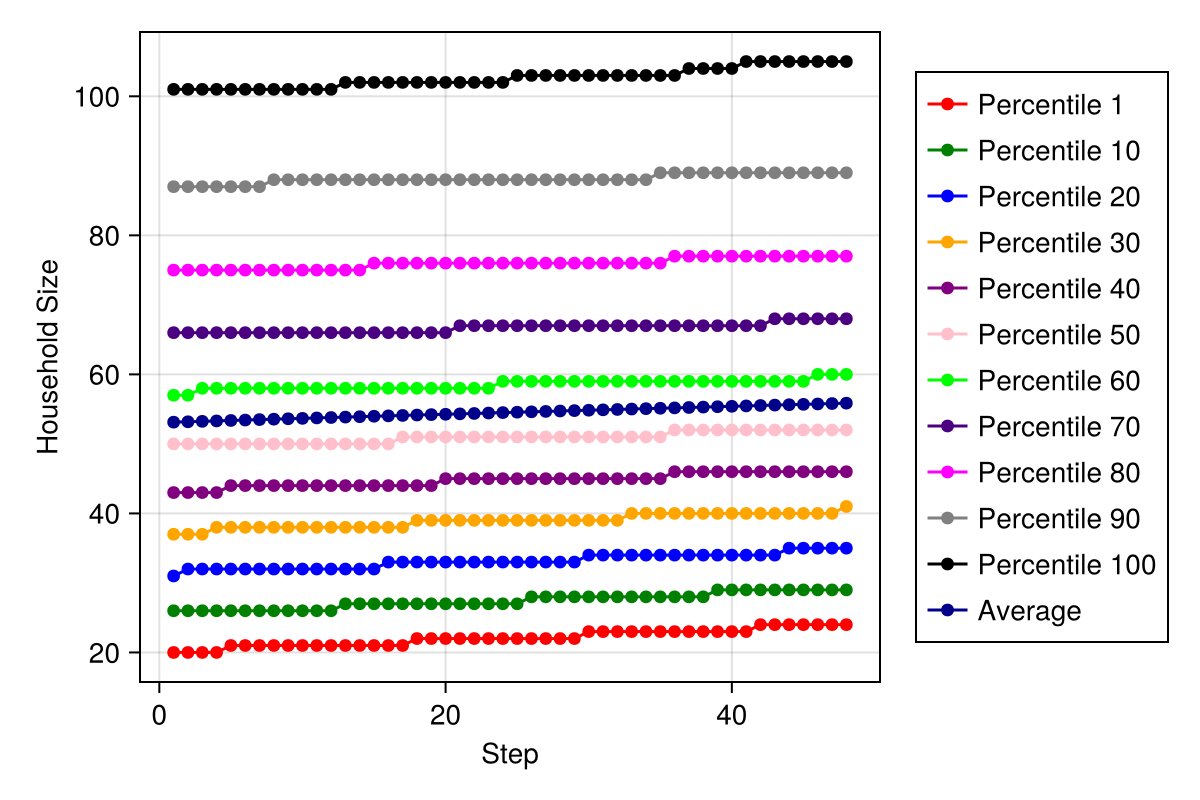 100
80
60
40
20
Household Size
0
20
40
Step
Percentile 1
Percentile 10
Percentile 20
Percentile 30
Percentile 40
Percentile 50
Percentile 60
Percentile 70
Percentile 80
Percentile 90
Percentile 100
Average